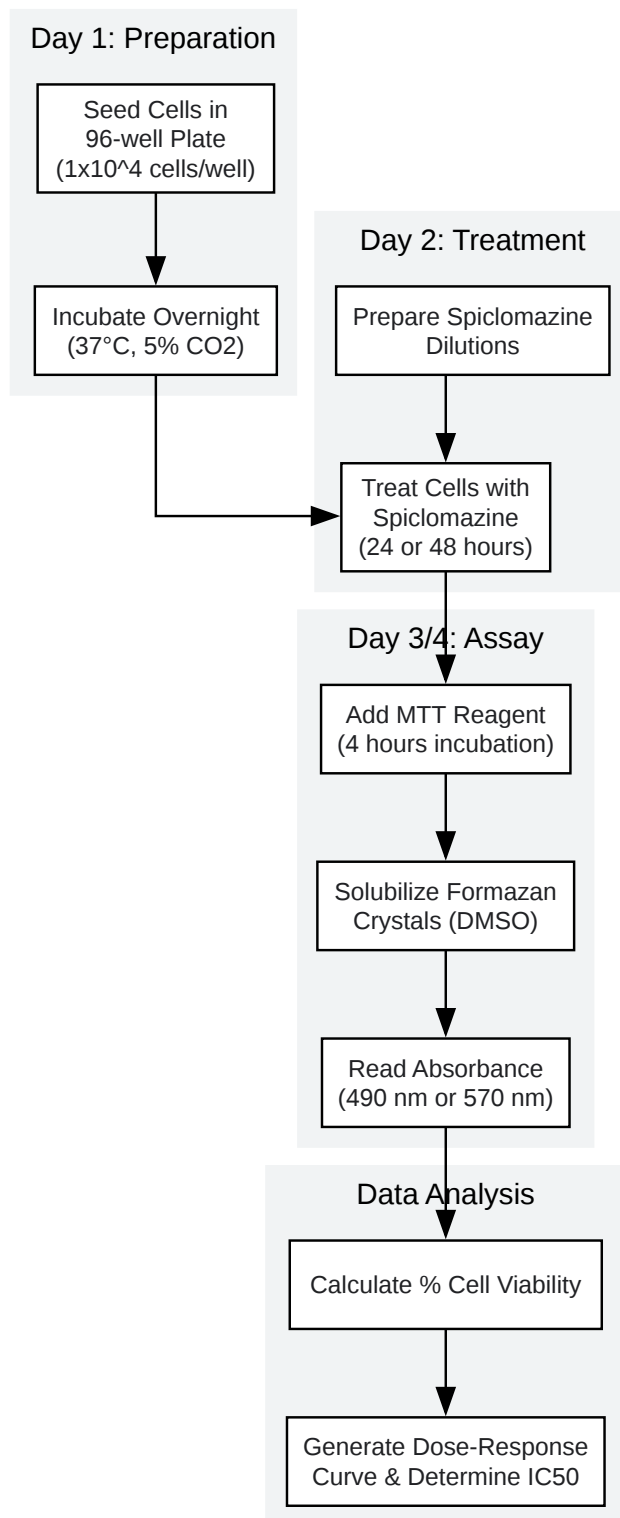 Day 1: Preparation
Seed Cells in
96-well Plate
(1x10^4 cells/well)
Incubate Overnight
(37°C, 5% CO2)
Day 2: Treatment
Prepare Spiclomazine
Dilutions
Treat Cells with
Spiclomazine
(24 or 48 hours)
Day 3/4: Assay
Add MTT Reagent
(4 hours incubation)
Solubilize Formazan
Crystals (DMSO)
Read Absorbance
(490 nm or 570 nm)
Data Analysis
Calculate % Cell Viability
Generate Dose-Response
Curve & Determine IC50